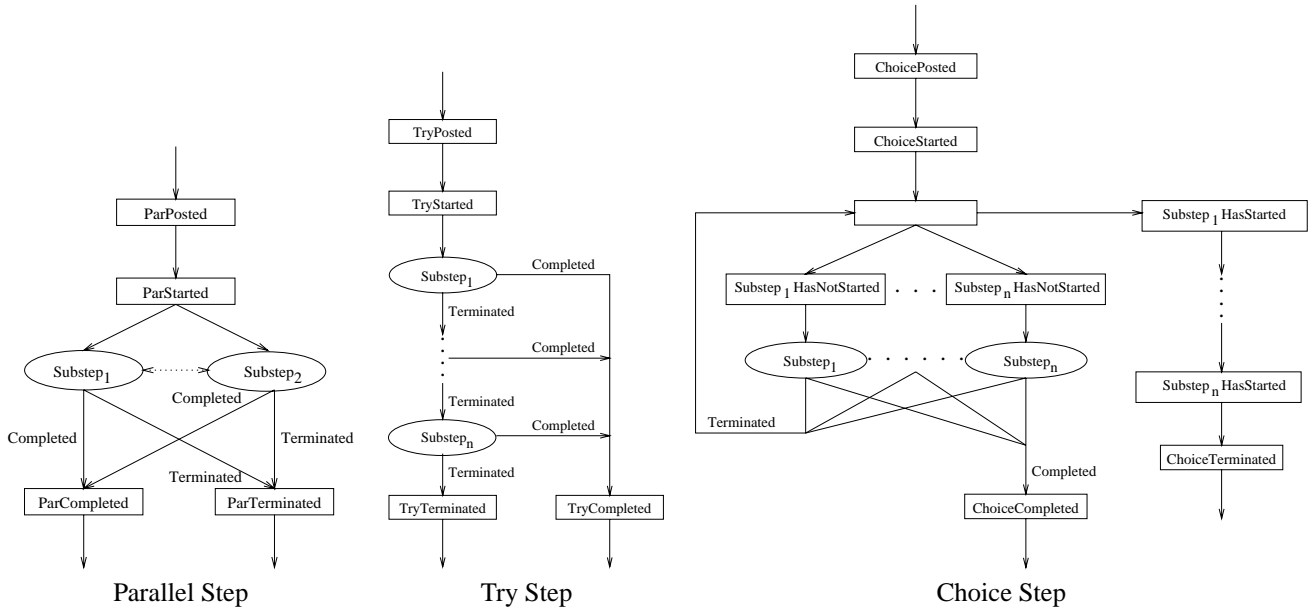 ParPosted
ParStarted
Substep1
Substep2
Completed
Completed
Terminated
Terminated
ParCompleted
ParTerminated
Parallel Step
TryPosted
TryStarted
Substep1
Completed
Terminated
Completed
Terminated
Substepn
Completed
Terminated
TryTerminated
TryCompleted
Try Step
ChoicePosted
ChoiceStarted
Substep1 HasStarted
Substep1 HasNotStarted
Substepn HasNotStarted
Substep1
Substepn
Substepn HasStarted
Terminated
ChoiceTerminated
Completed
ChoiceCompleted
Choice Step